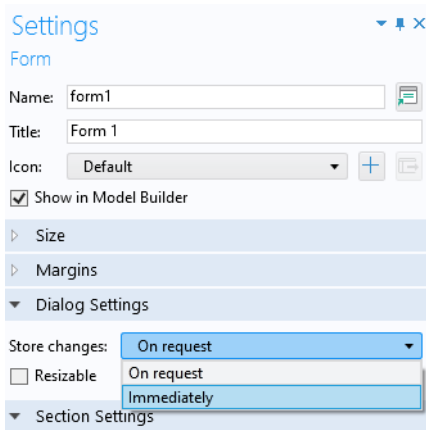 Settings
Form
Name: form1
Title: Form 1
Icon: Default
Show in Model Builder
Size
Margins
Dialog Settings
Store changes: On request
Resizable On request
Immediately
Section Settings